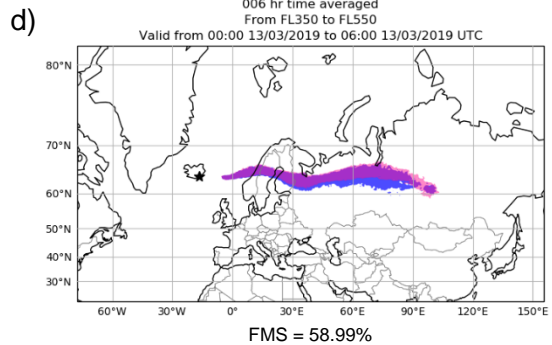 d)
006 hr time averaged
From FL350 to FL550
Valid from 00:00 13/03/2019 to 06:00 13/03/2019 UTC
80°N
70°N
60°N
50°N
40°N
30°N
60°W 30°W 0° 30°E 60°E 90°E 120°E 150°E
FMS = 58.99%